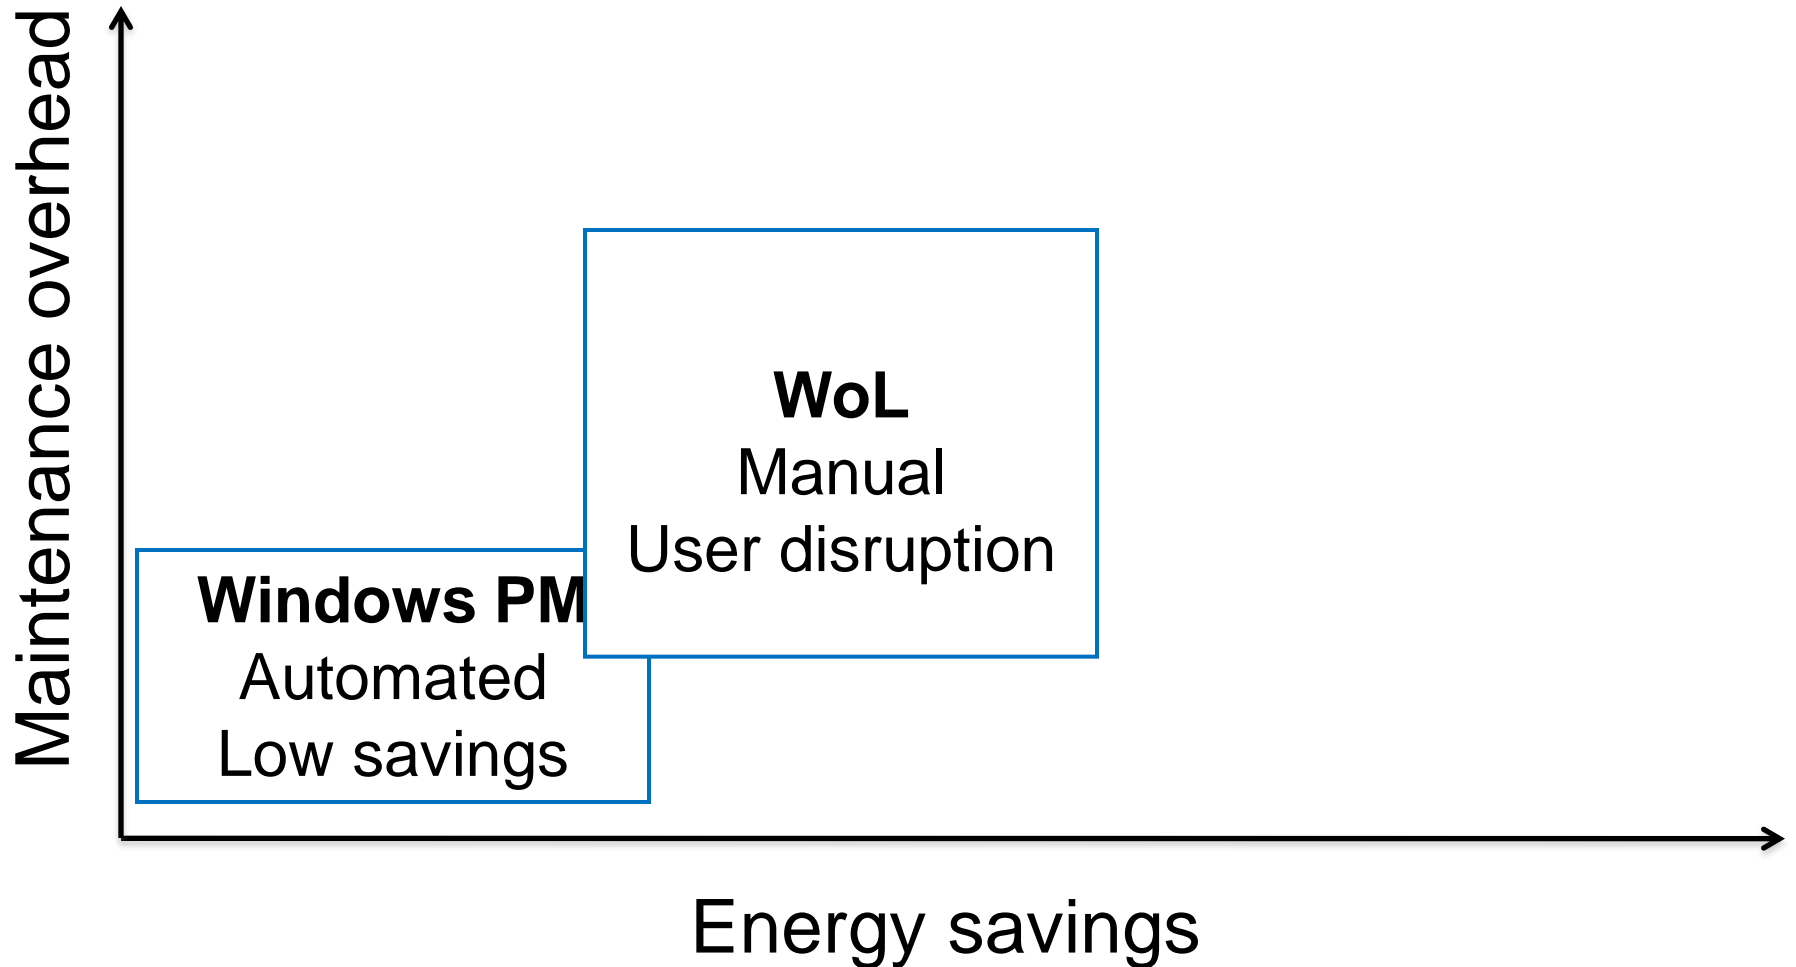 Maintenance overhead
WoL
Manual
User disruption
Windows PM
Automated
Low savings
Energy savings